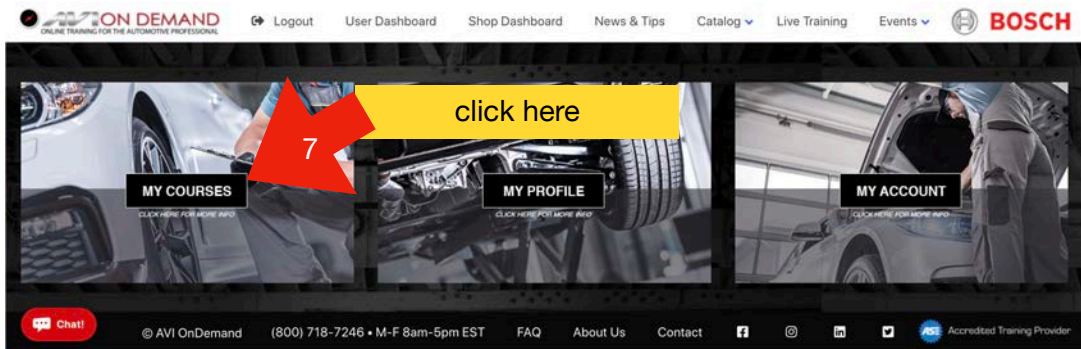 AVI ON DEMAND
ONLINE TRAINING FOR THE AUTOMOTIVE PROFESSIONAL
Logout User Dashboard Shop Dashboard News & Tips Catalog Live Training Events BOSCH
click here
7
MY COURSES
CLICK HERE FOR MORE INFO
MY PROFILE
CLICK HERE FOR MORE INFO
MY ACCOUNT
CLICK HERE FOR MORE INFO
Chat!
© AVI OnDemand (800) 718-7246 • M-F 8am-5pm EST FAQ About Us Contact ASE Accredited Training Provider